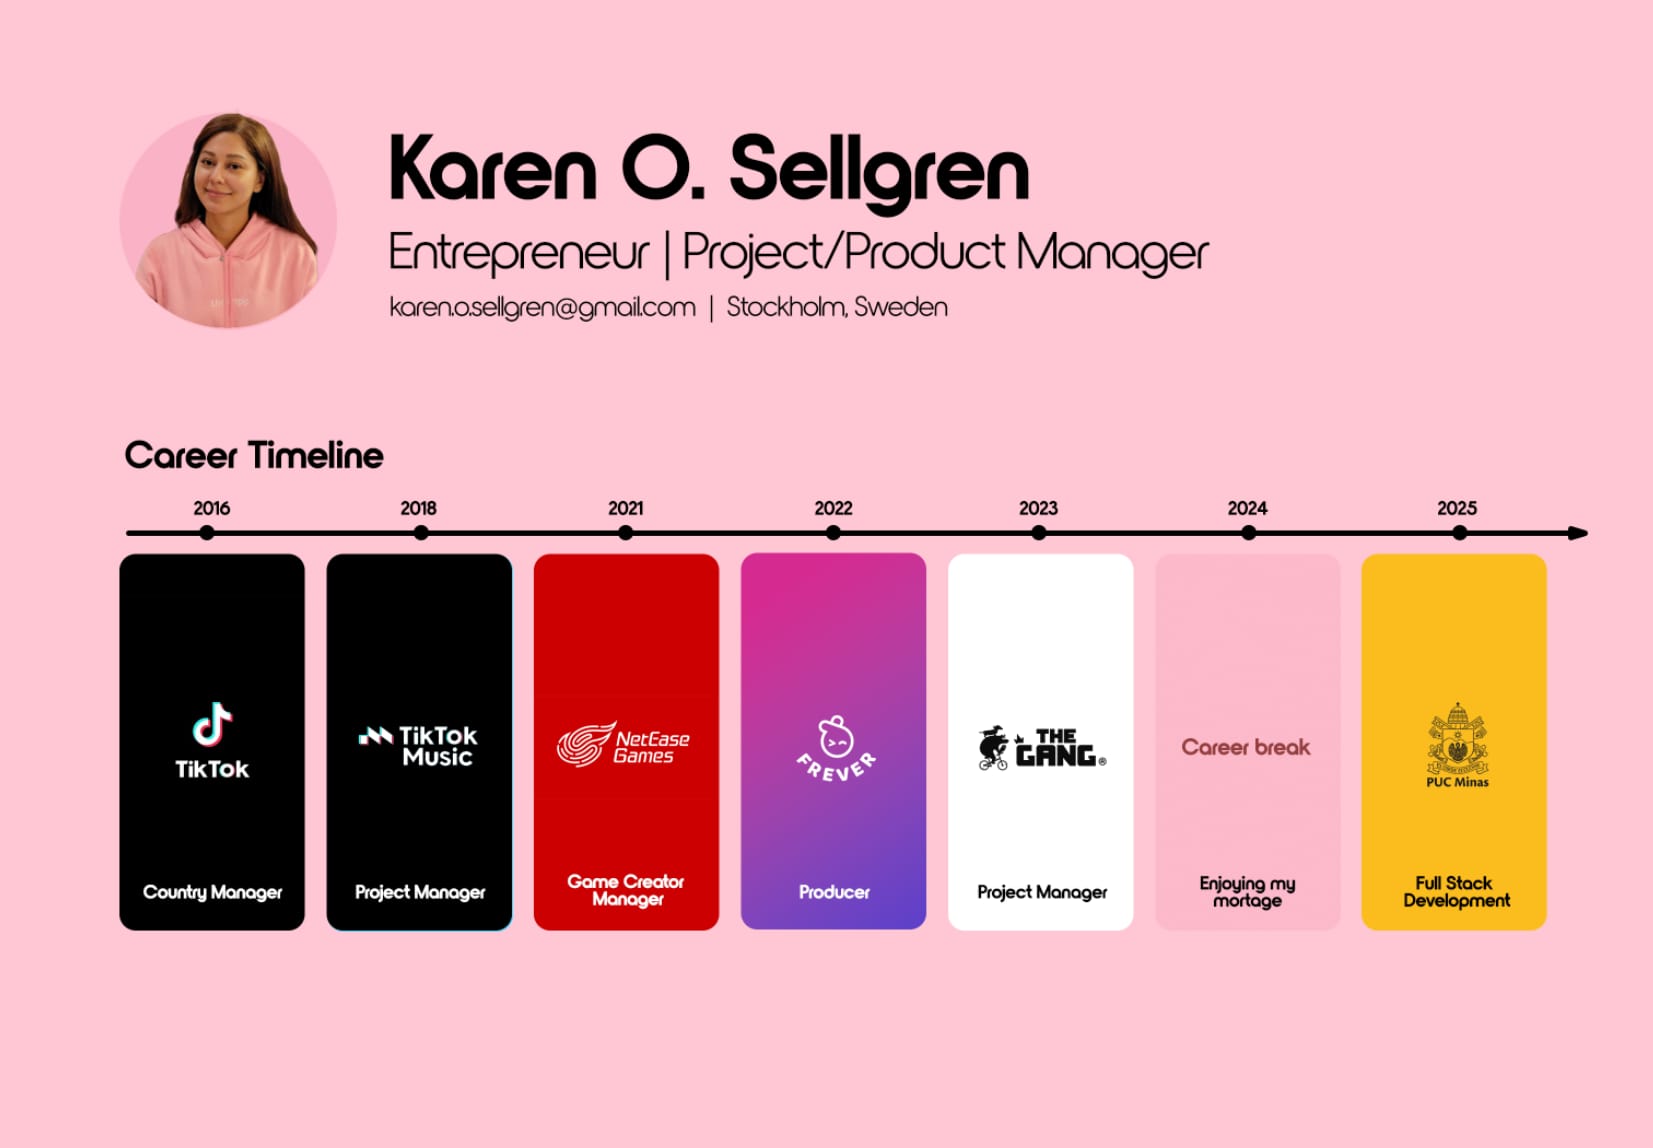 Karen O. Sellgren
Entrepreneur | Project/Product Manager
karen.o.sellgren@gmail.com | Stockholm, Sweden
Career Timeline
2016
2018
2021
2022
2023
2024
2025
TikTok
Country Manager
TikTok
Music
Project Manager
NetEase
Games
Game Creator
Manager
FREVER
Producer
THE
GANG®
Project Manager
Career break
Enjoying my
mortage
PUC Minas
Full Stack
Development